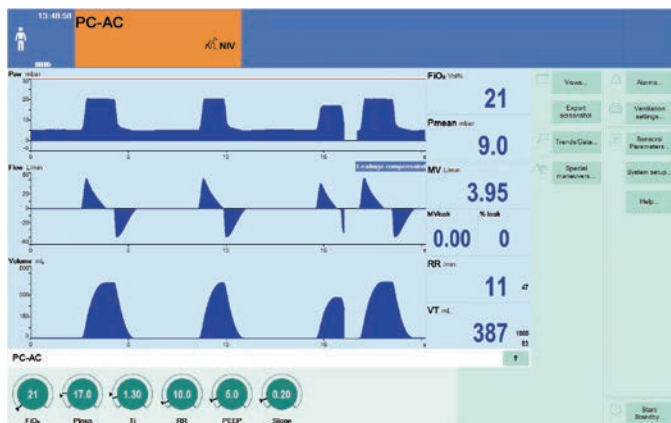 13:48:58
PC-AC
NIV
Paw mbar
FiO₂ Vol%
21
Pmean mbar
9.0
Flow L/min
Leakage compensation
MV L/min
3.95
MVleak % leak
0.00 0
Volume mL
RR /min
11
47
VT mL
387
Views...
Alarms...
Export screenshot
Ventilation settings...
Trends/Data...
Sensors/
Parameters...
Special maneuvers...
System setup...
Help...
PC-AC
21 17.0 1.30 10.0 5.0 0.20
FiO₂ Pinsp Ti RR PEEP Slope
Start/
Standby...